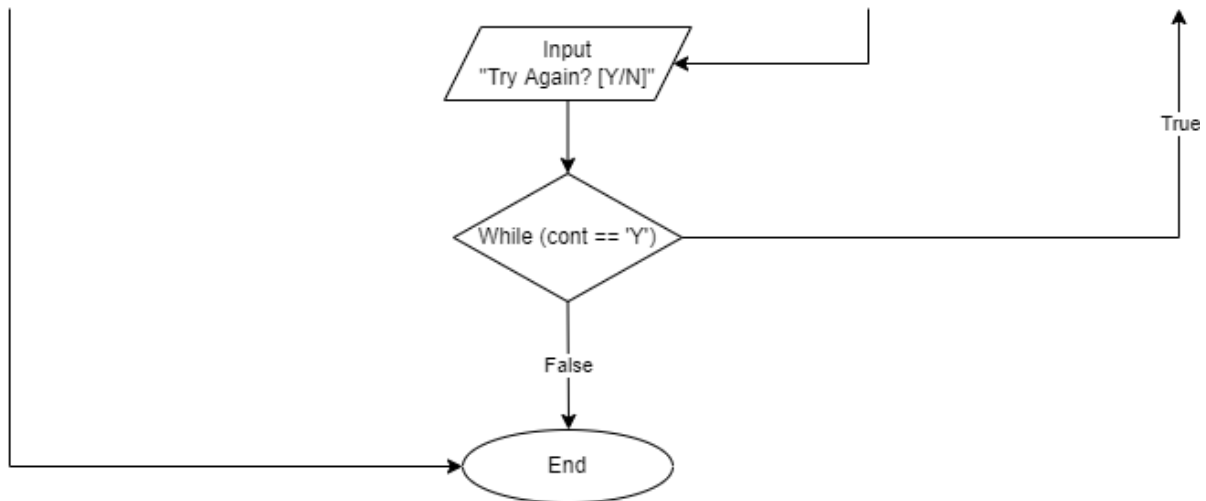 Input
"Try Again? [Y/N]"
True
While (cont == 'Y')
False
End